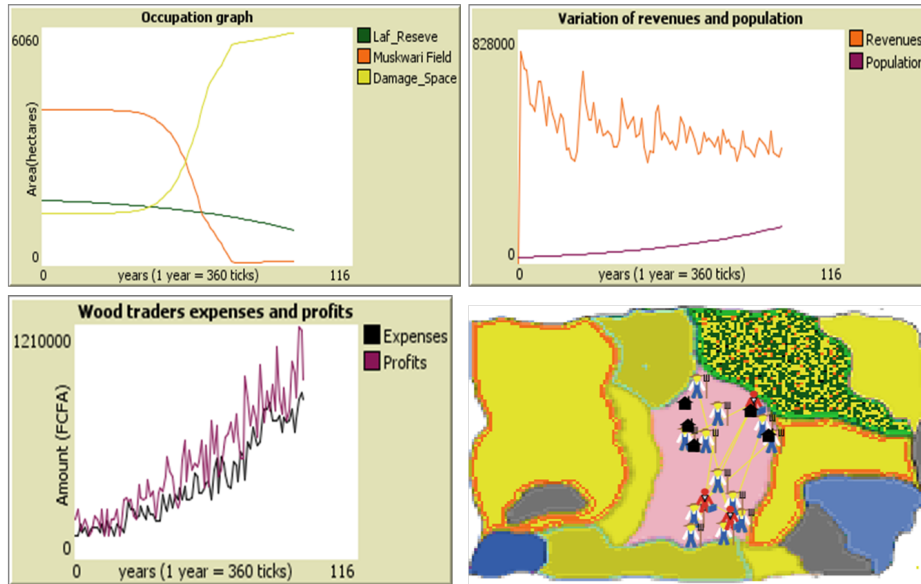 Occupation graph
6060
Area(hectares)
0
0
years (1 year = 360 ticks)
116
Laf_Reseve
Muskwari Field
Damage_Space
Variation of revenues and population
828000
0
0
years (1 year = 360 ticks)
116
Revenues
Population
Wood traders expenses and profits
1210000
Amount (FCFA)
0
0
years (1 year = 360 ticks)
116
Expenses
Profits